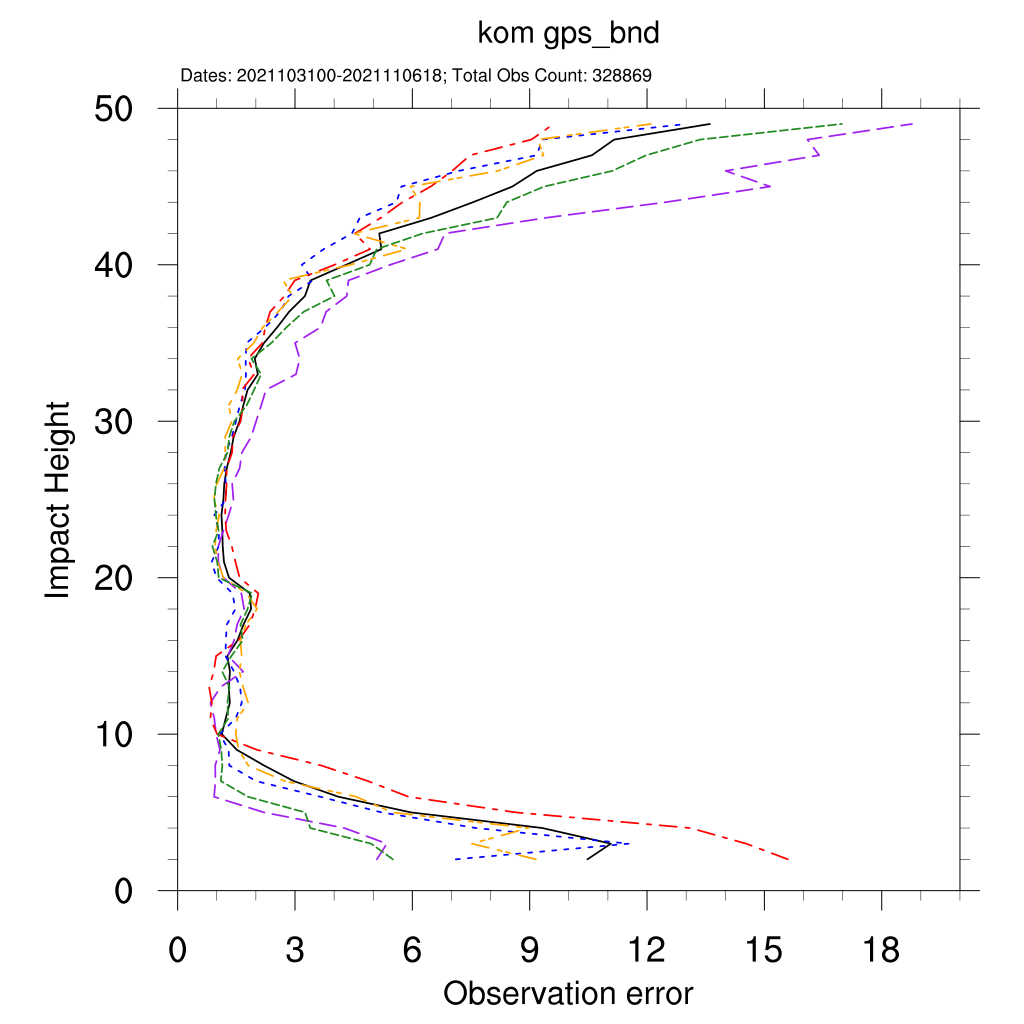 kom gps_bnd
Dates: 2021103100-2021110618; Total Obs Count: 328869
50
40
30
20
10
0
Impact Height
0 3 6 9 12 15 18
Observation error